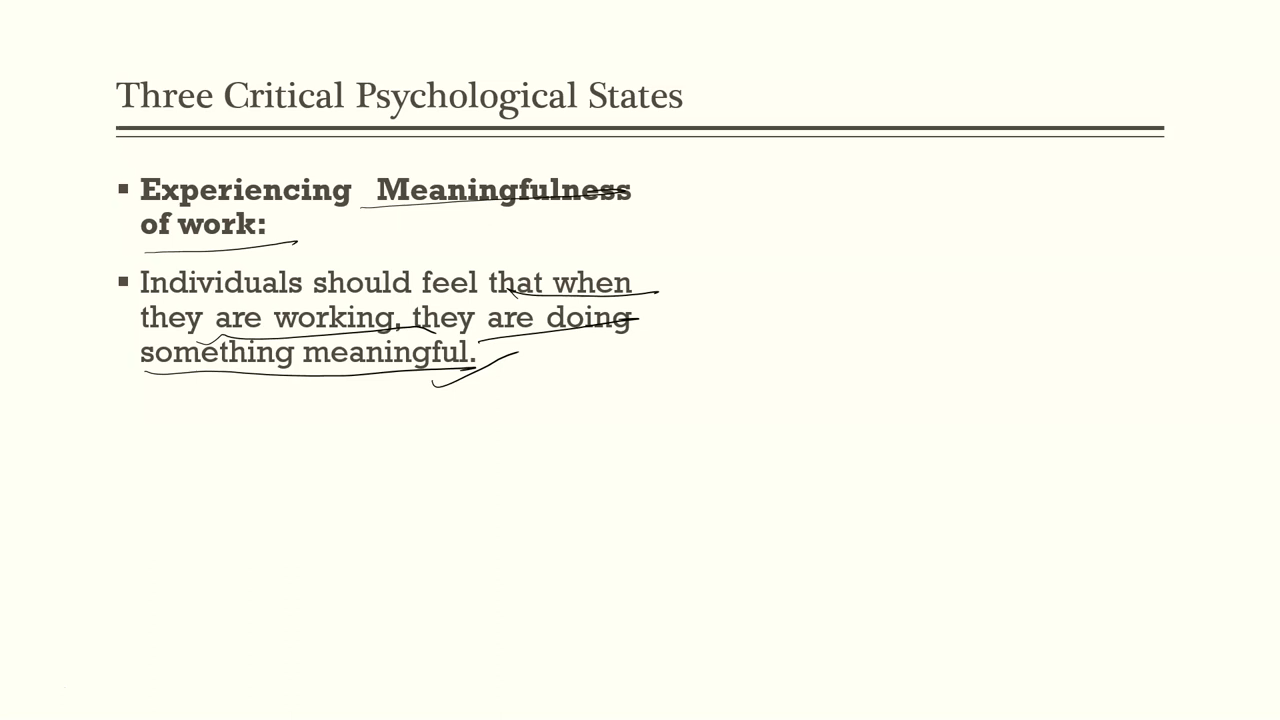 Three Critical Psychological States
▪ Experiencing Meaningfulness
of work:
▪ Individuals should feel that when
they are working, they are doing
something meaningful.